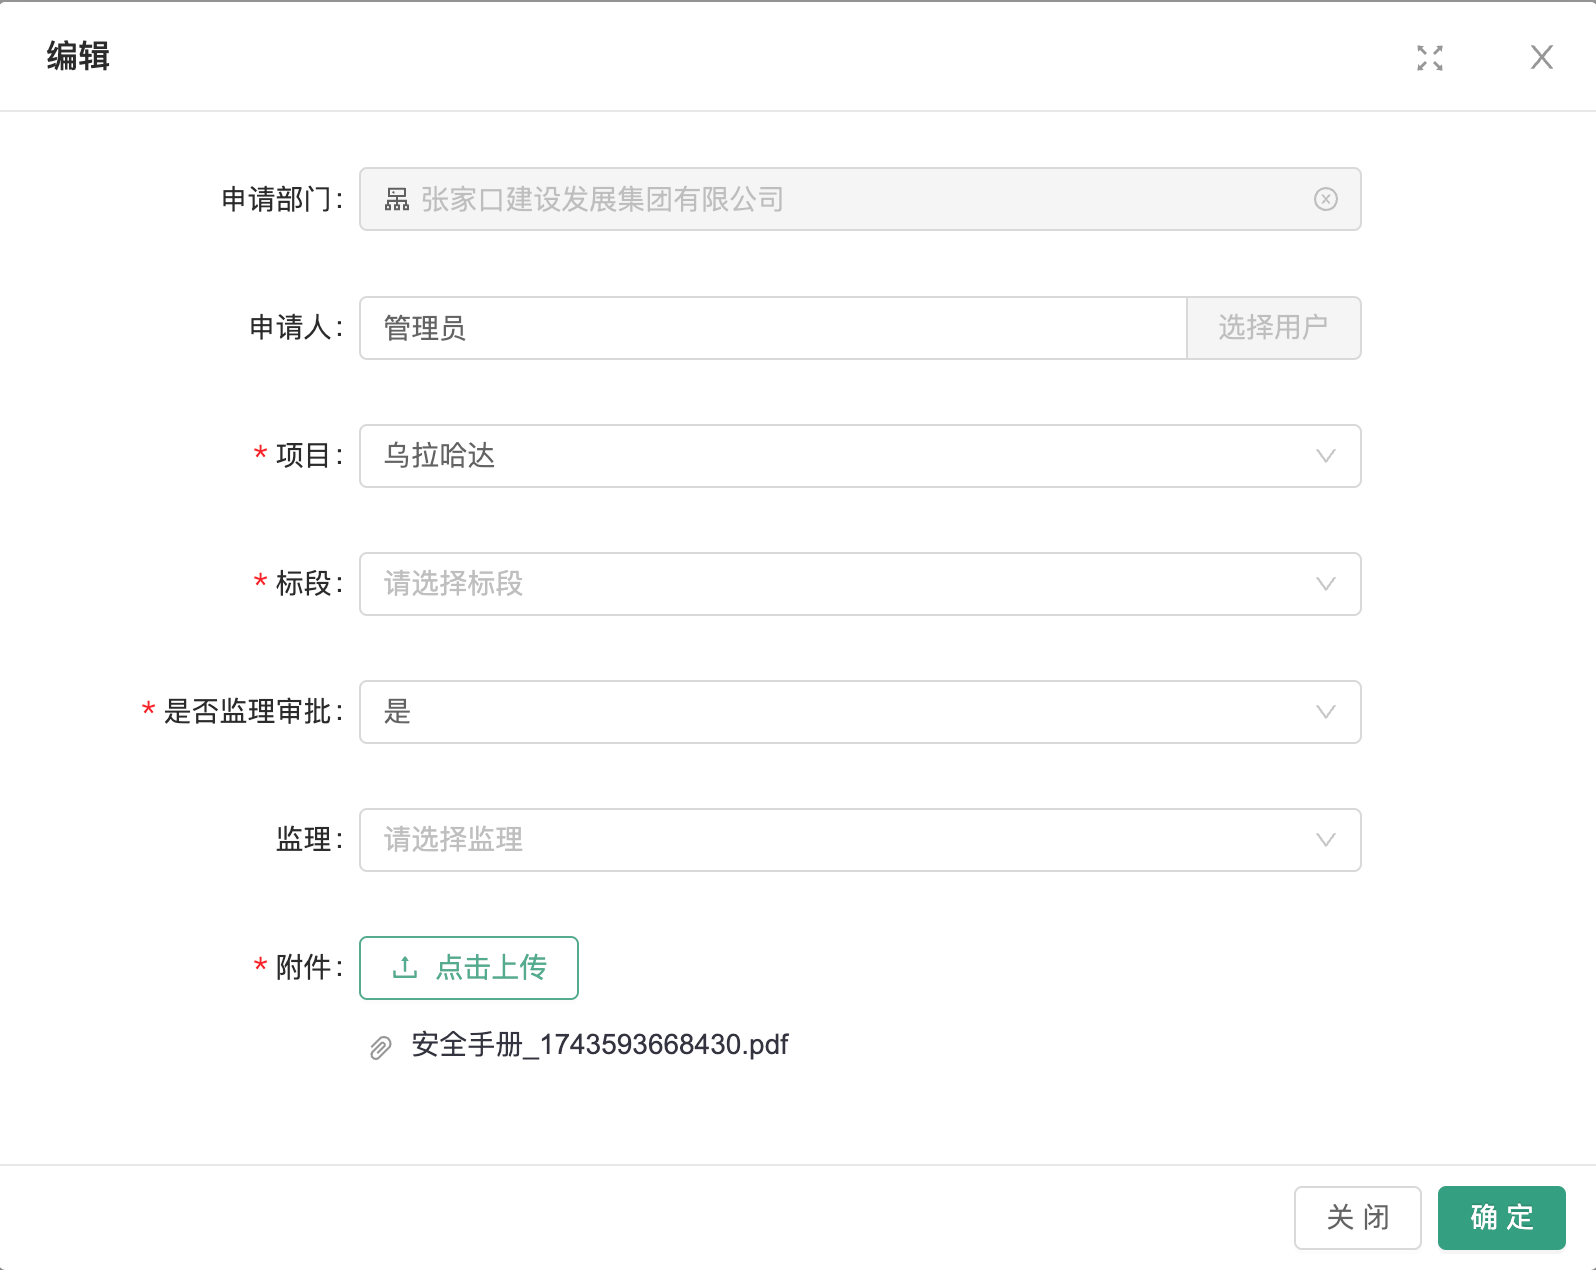 编辑
申请部门： 张家口建设发展集团有限公司
申请人： 管理员 选择用户
* 项目： 乌拉哈达
* 标段： 请选择标段
* 是否监理审批： 是
监理： 请选择监理
* 附件： 点击上传
安全手册_1743593668430.pdf
关 闭 确 定